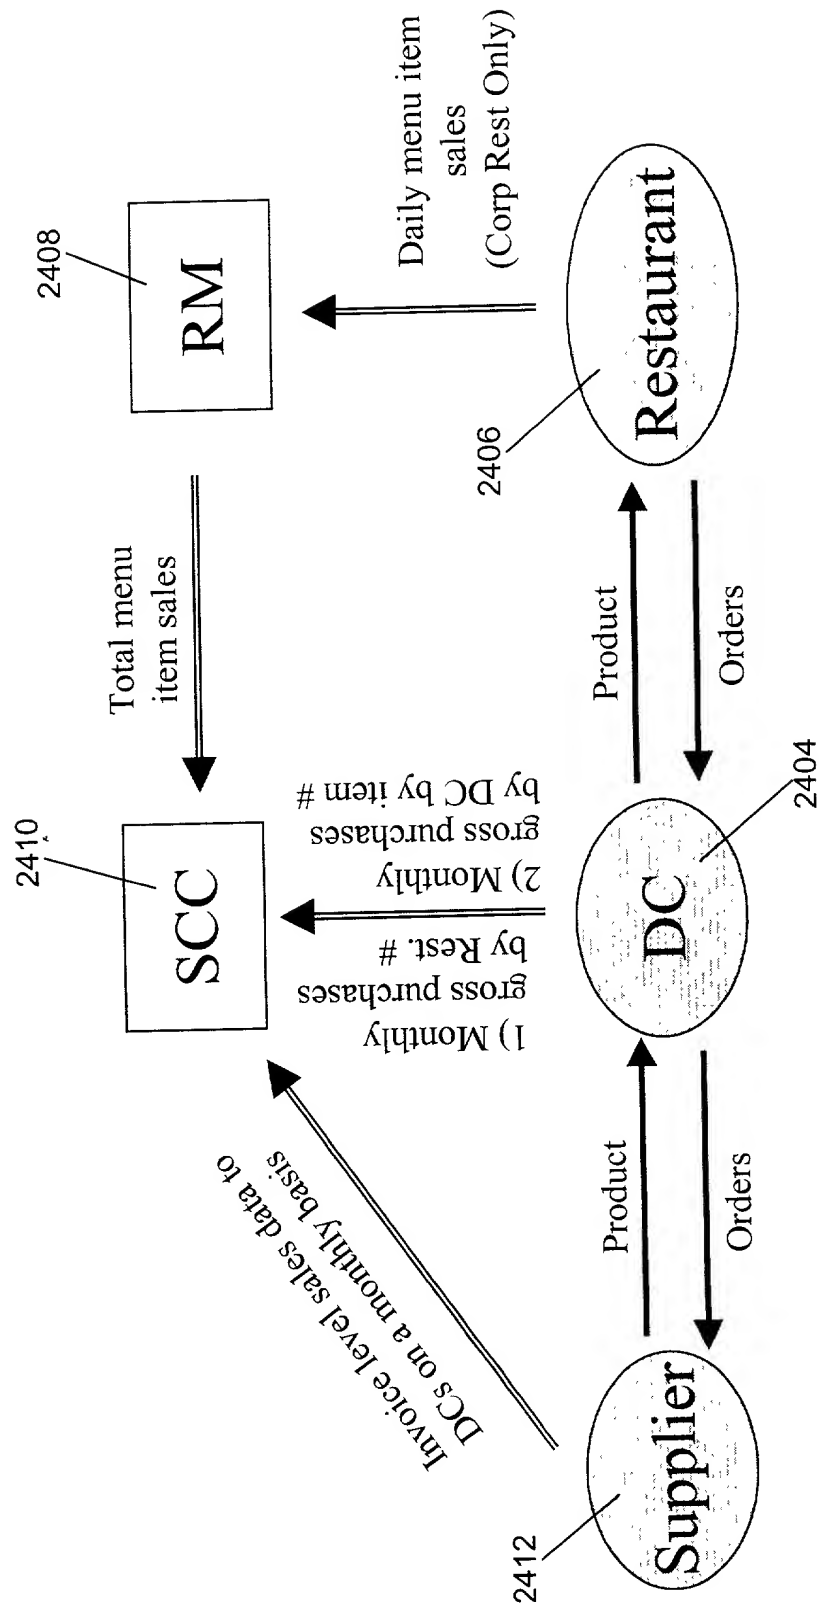 2410
SCC
Total menu
item sales
2408
RM
Invoice level sales data to
DCs on a monthly basis
1) Monthly
gross purchases
by Rest. #
2) Monthly
gross purchases
by DC by item #
Daily menu item
sales
(Corp Rest Only)
2412
Supplier
Product
Orders
DC
2404
Product
Orders
2406
Restaurant